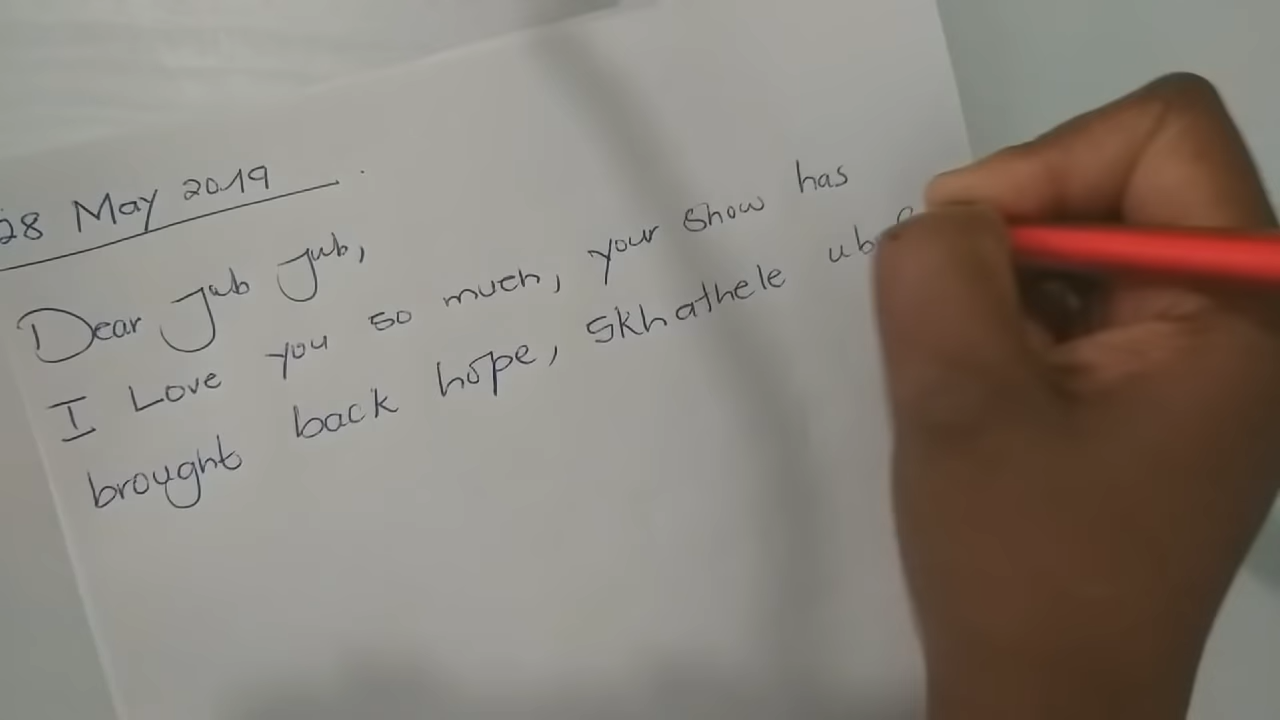 28 May 2019
Dear Jub Jub,
I Love you so much, your show has
brought back hope, skhathele